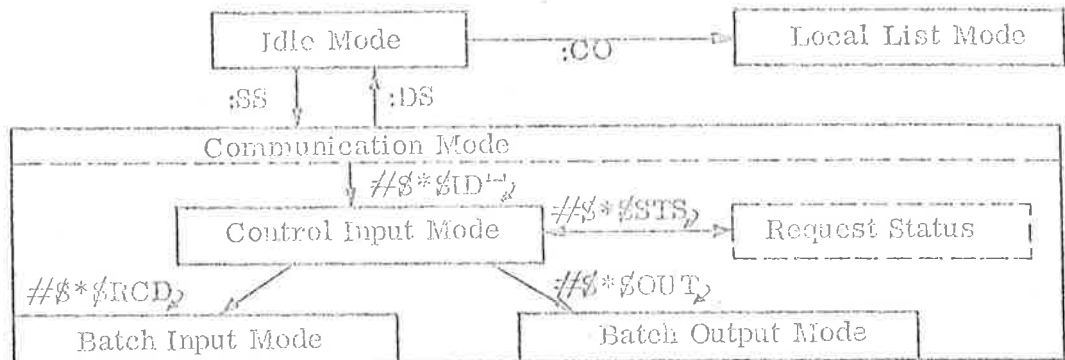 Idle Mode
:CO
Local List Mode
:SS
:DS
Communication Mode
//$*$ID
Control Input Mode
//$*$STS
Request Status
//$*$RCD
://$*$OUT
Batch Input Mode
Batch Output Mode